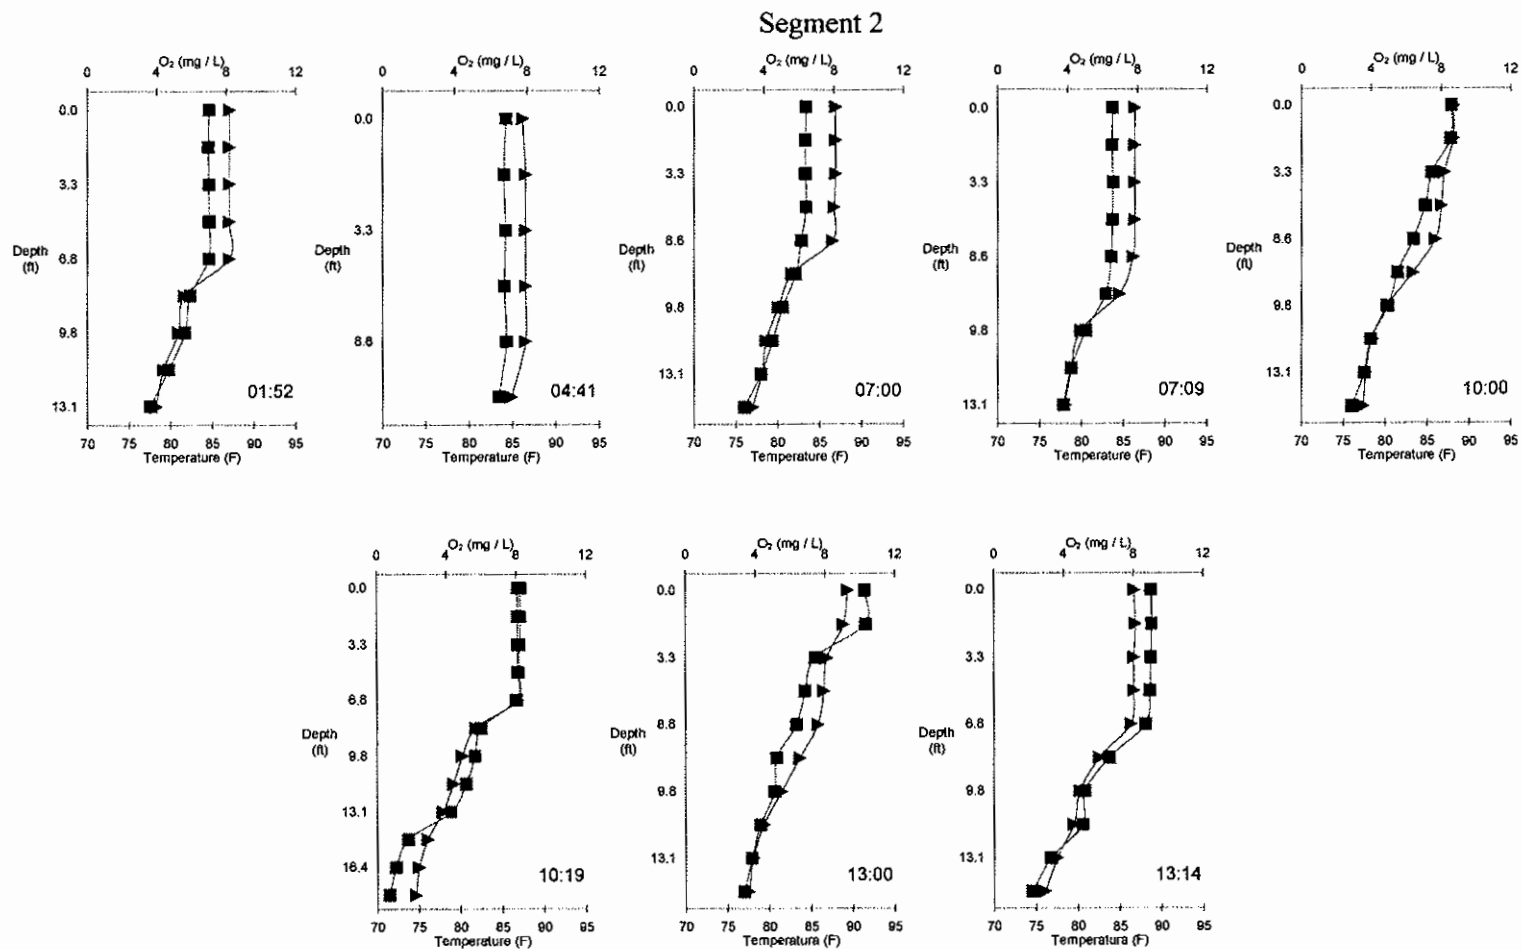 Segment 2
O₂ (mg / L)
0 4 8 12
0.0
3.3
Depth
(ft)
6.8
9.8
13.1
01:52
70 75 80 85 90 95
Temperature (F)
O₂ (mg / L)
0 4 8 12
0.0
3.3
Depth
(ft)
8.6
04:41
70 75 80 85 90 95
Temperature (F)
O₂ (mg / L)
0 4 8 12
0.0
3.3
Depth
(ft)
8.6
9.8
13.1
07:00
70 75 80 85 90 95
Temperature (F)
O₂ (mg / L)
0 4 8 12
0.0
3.3
Depth
(ft)
8.6
9.8
13.1
07:09
70 75 80 85 90 95
Temperature (F)
O₂ (mg / L)
0 4 8 12
0.0
3.3
Depth
(ft)
8.6
9.8
13.1
10:00
70 75 80 85 90 95
Temperature (F)
O₂ (mg / L)
0 4 8 12
0.0
3.3
6.8
Depth
(ft)
9.8
13.1
16.4
10:19
70 75 80 85 90 95
Temperature (F)
O₂ (mg / L)
0 4 8 12
0.0
3.3
8.8
Depth
(ft)
9.8
13.1
13:00
70 75 80 85 90 95
Temperatura (F)
O₂ (mg / L)
0 4 8 12
0.0
3.3
6.8
Depth
(ft)
9.8
13.1
13:14
70 75 80 85 90 95
Temperature (F)